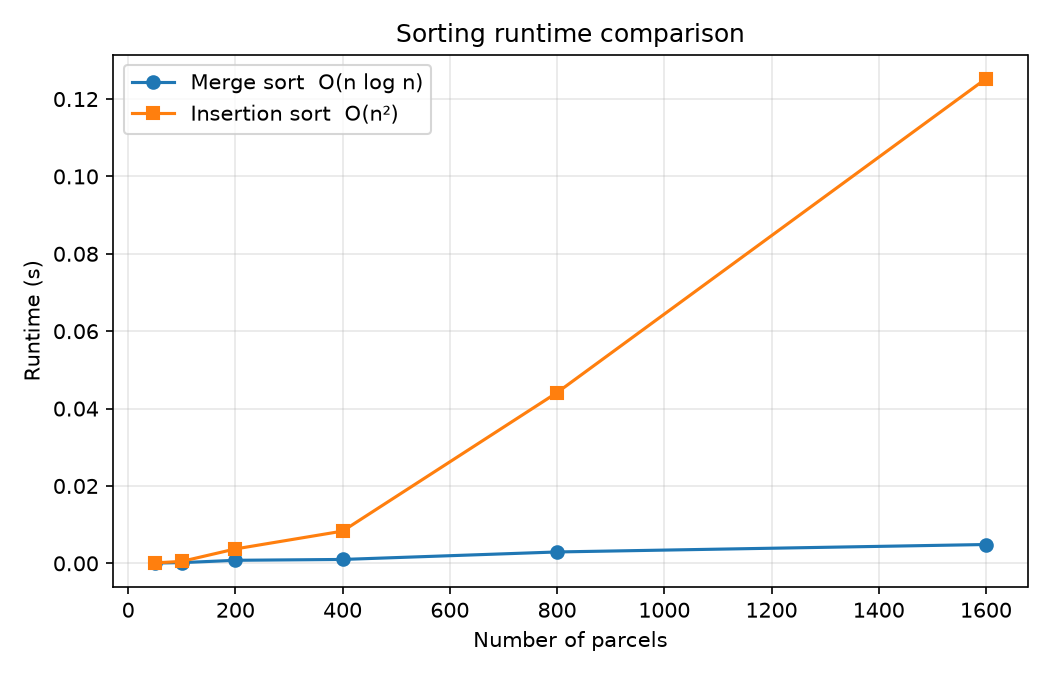 Sorting runtime comparison
Merge sort  O(n log n)
Insertion sort  O(n²)
Runtime (s)
0.12
0.10
0.08
0.06
0.04
0.02
0.00
0 200 400 600 800 1000 1200 1400 1600
Number of parcels